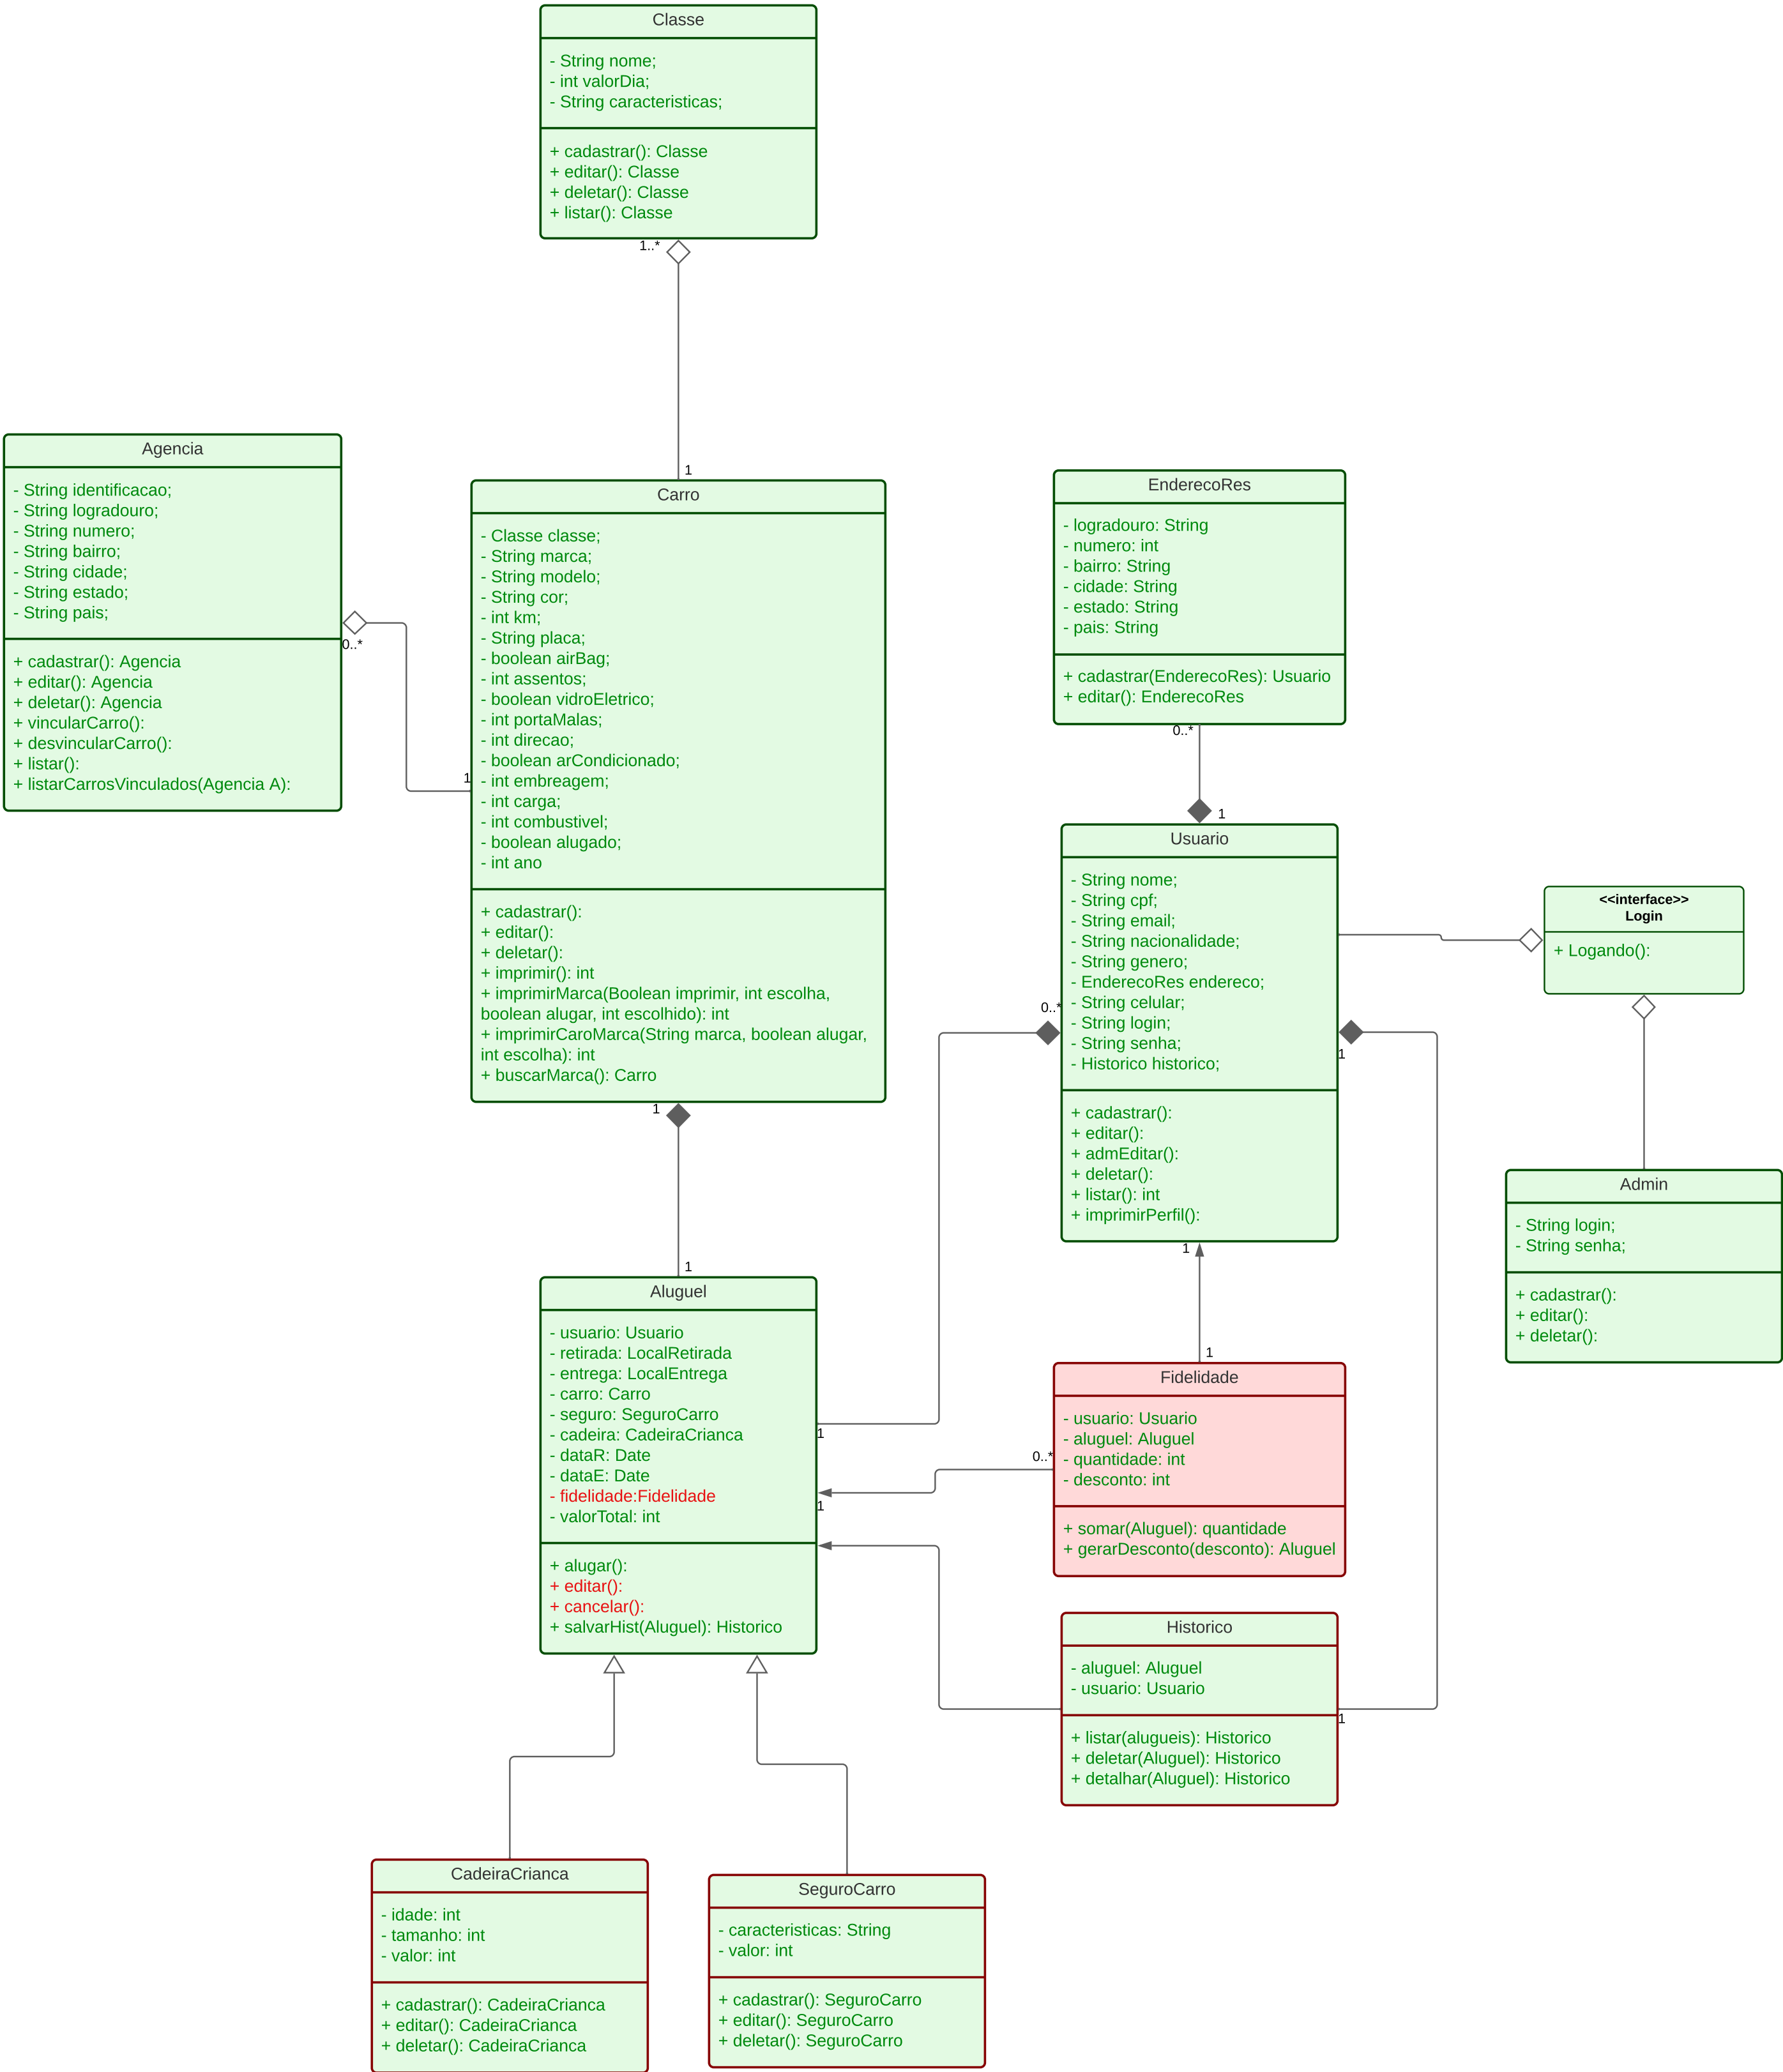 Classe
- String nome;
- int valorDia;
- String caracteristicas;
+ cadastrar(): Classe
+ editar(): Classe
+ deletar(): Classe
+ listar(): Classe
1..*
1
Agencia
- String identificacao;
- String logradouro;
- String numero;
- String bairro;
- String cidade;
- String estado;
- String pais;
+ cadastrar(): Agencia
+ editar(): Agencia
+ deletar(): Agencia
+ vincularCarro():
+ desvincularCarro():
+ listar():
+ listarCarrosVinculados(Agencia A):
0..*
1
Carro
- Classe classe;
- String marca;
- String modelo;
- String cor;
- int km;
- String placa;
- boolean airBag;
- int assentos;
- boolean vidroEletrico;
- int portaMalas;
- int direcao;
- boolean arCondicionado;
- int embreagem;
- int carga;
- int combustivel;
- boolean alugado;
- int ano
+ cadastrar():
+ editar():
+ deletar():
+ imprimir(): int
+ imprimirMarca(Boolean imprimir, int escolha,
boolean alugar, int escolhido): int
+ imprimirCaroMarca(String marca, boolean alugar,
int escolha): int
+ buscarMarca(): Carro
1
1
EnderecoRes
- logradouro: String
- numero: int
- bairro: String
- cidade: String
- estado: String
- pais: String
+ cadastrar(EnderecoRes): Usuario
+ editar(): EnderecoRes
0..*
1
Usuario
- String nome;
- String cpf;
- String email;
- String nacionalidade;
- String genero;
- EnderecoRes endereco;
- String celular;
- String login;
- String senha;
- Historico historico;
+ cadastrar():
+ editar():
+ admEditar():
+ deletar():
+ listar(): int
+ imprimirPerfil():
0..*
1
1
1
<<interface>>
Login
+ Logando():
Admin
- String login;
- String senha;
+ cadastrar():
+ editar():
+ deletar():
Aluguel
- usuario: Usuario
- retirada: LocalRetirada
- entrega: LocalEntrega
- carro: Carro
- seguro: SeguroCarro
- cadeira: CadeiraCrianca
- dataR: Date
- dataE: Date
- fidelidade:Fidelidade
- valorTotal: int
+ alugar():
+ editar():
+ cancelar():
+ salvarHist(Aluguel): Historico
1
1
0..*
Fidelidade
- usuario: Usuario
- aluguel: Aluguel
- quantidade: int
- desconto: int
+ somar(Aluguel): quantidade
+ gerarDesconto(desconto): Aluguel
Historico
- aluguel: Aluguel
- usuario: Usuario
+ listar(alugueis): Historico
+ deletar(Aluguel): Historico
+ detalhar(Aluguel): Historico
1
CadeiraCrianca
- idade: int
- tamanho: int
- valor: int
+ cadastrar(): CadeiraCrianca
+ editar(): CadeiraCrianca
+ deletar(): CadeiraCrianca
SeguroCarro
- caracteristicas: String
- valor: int
+ cadastrar(): SeguroCarro
+ editar(): SeguroCarro
+ deletar(): SeguroCarro